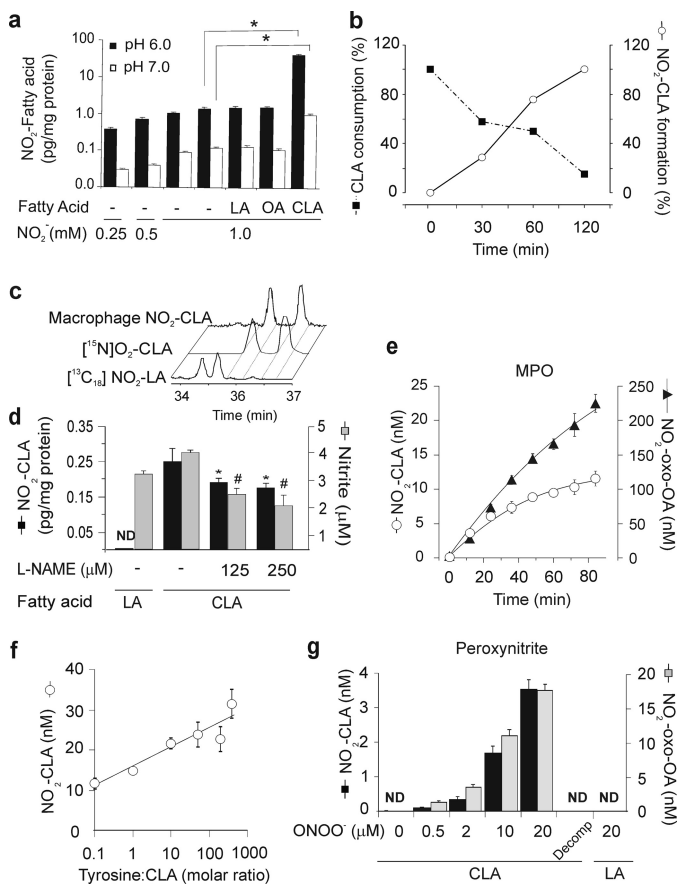 a
pH 6.0
pH 7.0
*
*
NO2-Fatty acid
(pg/mg protein)
100
10
1.0
0.1
0.0
Fatty Acid - - - - LA OA CLA
NO2-(mM) 0.25 0.5 1.0
b
CLA consumption (%)
NO2-CLA formation (%)
120
80
40
0
120
80
40
0
0 30 60 120
Time (min)
c
Macrophage NO2-CLA
[15N]O2-CLA
[13C18] NO2-LA
34 35 36 37
Time (min)
d
NO2-CLA
(pg/mg protein)
Nitrite (μM)
0.35
0.25
0.15
0.05
5
4
3
2
1
ND
* # * #
L-NAME (μM) - - 125 250
Fatty acid LA CLA
e
MPO
NO2-CLA (nM)
NO2-oxo-OA (nM)
25
20
15
10
5
0
250
200
150
100
50
0
0 20 40 60 80
Time (min)
f
NO2-CLA (nM)
40
30
20
10
0
0.1 1 10 100 1000
Tyrosine:CLA (molar ratio)
g
Peroxynitrite
NO2-CLA (nM)
NO2-oxo-OA (nM)
4
3
2
1
0
20
15
10
5
0
ND ND ND
ONOO-(μM) 0 0.5 2 10 20 Decomp 20
CLA LA